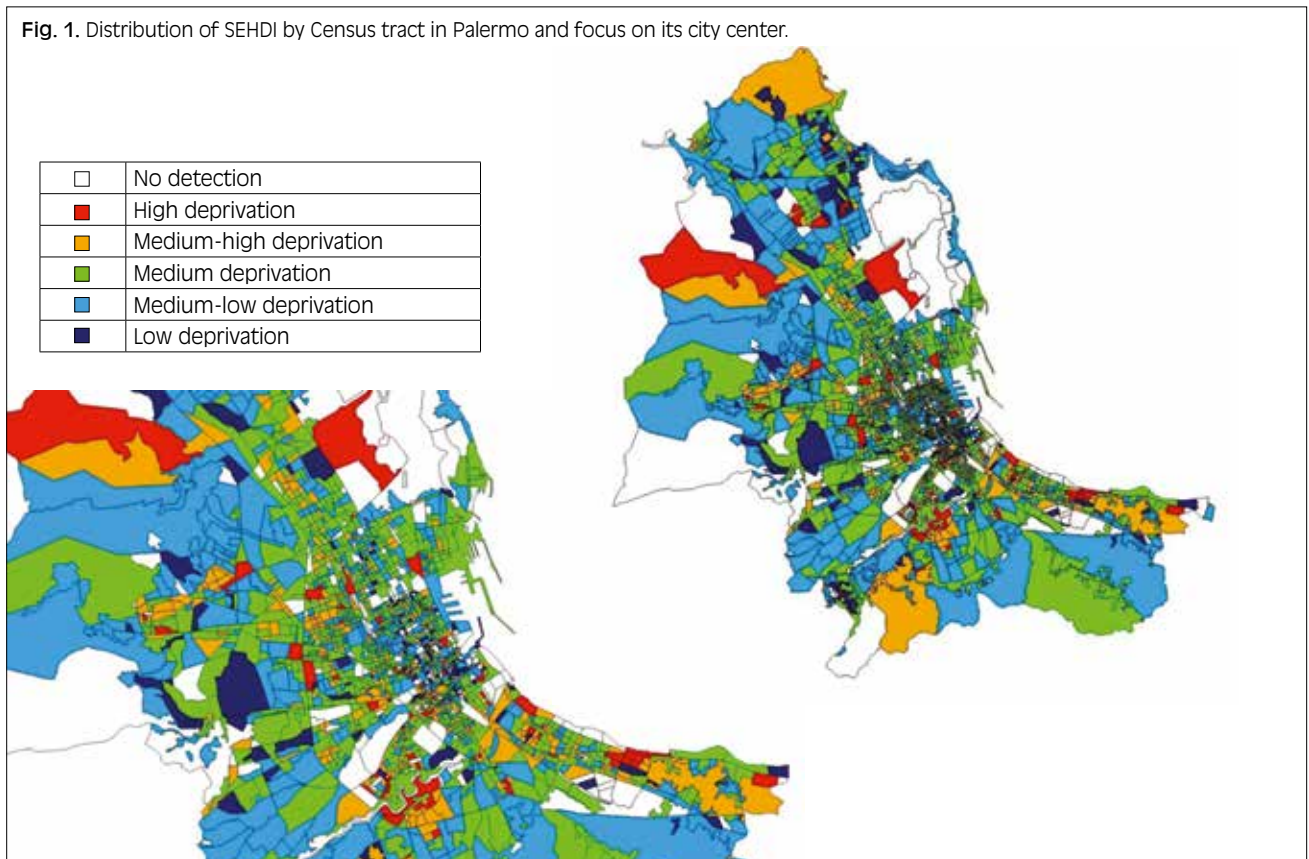 Fig. 1. Distribution of SEHDI by Census tract in Palermo and focus on its city center.
No detection
High deprivation
Medium-high deprivation
Medium deprivation
Medium-low deprivation
Low deprivation